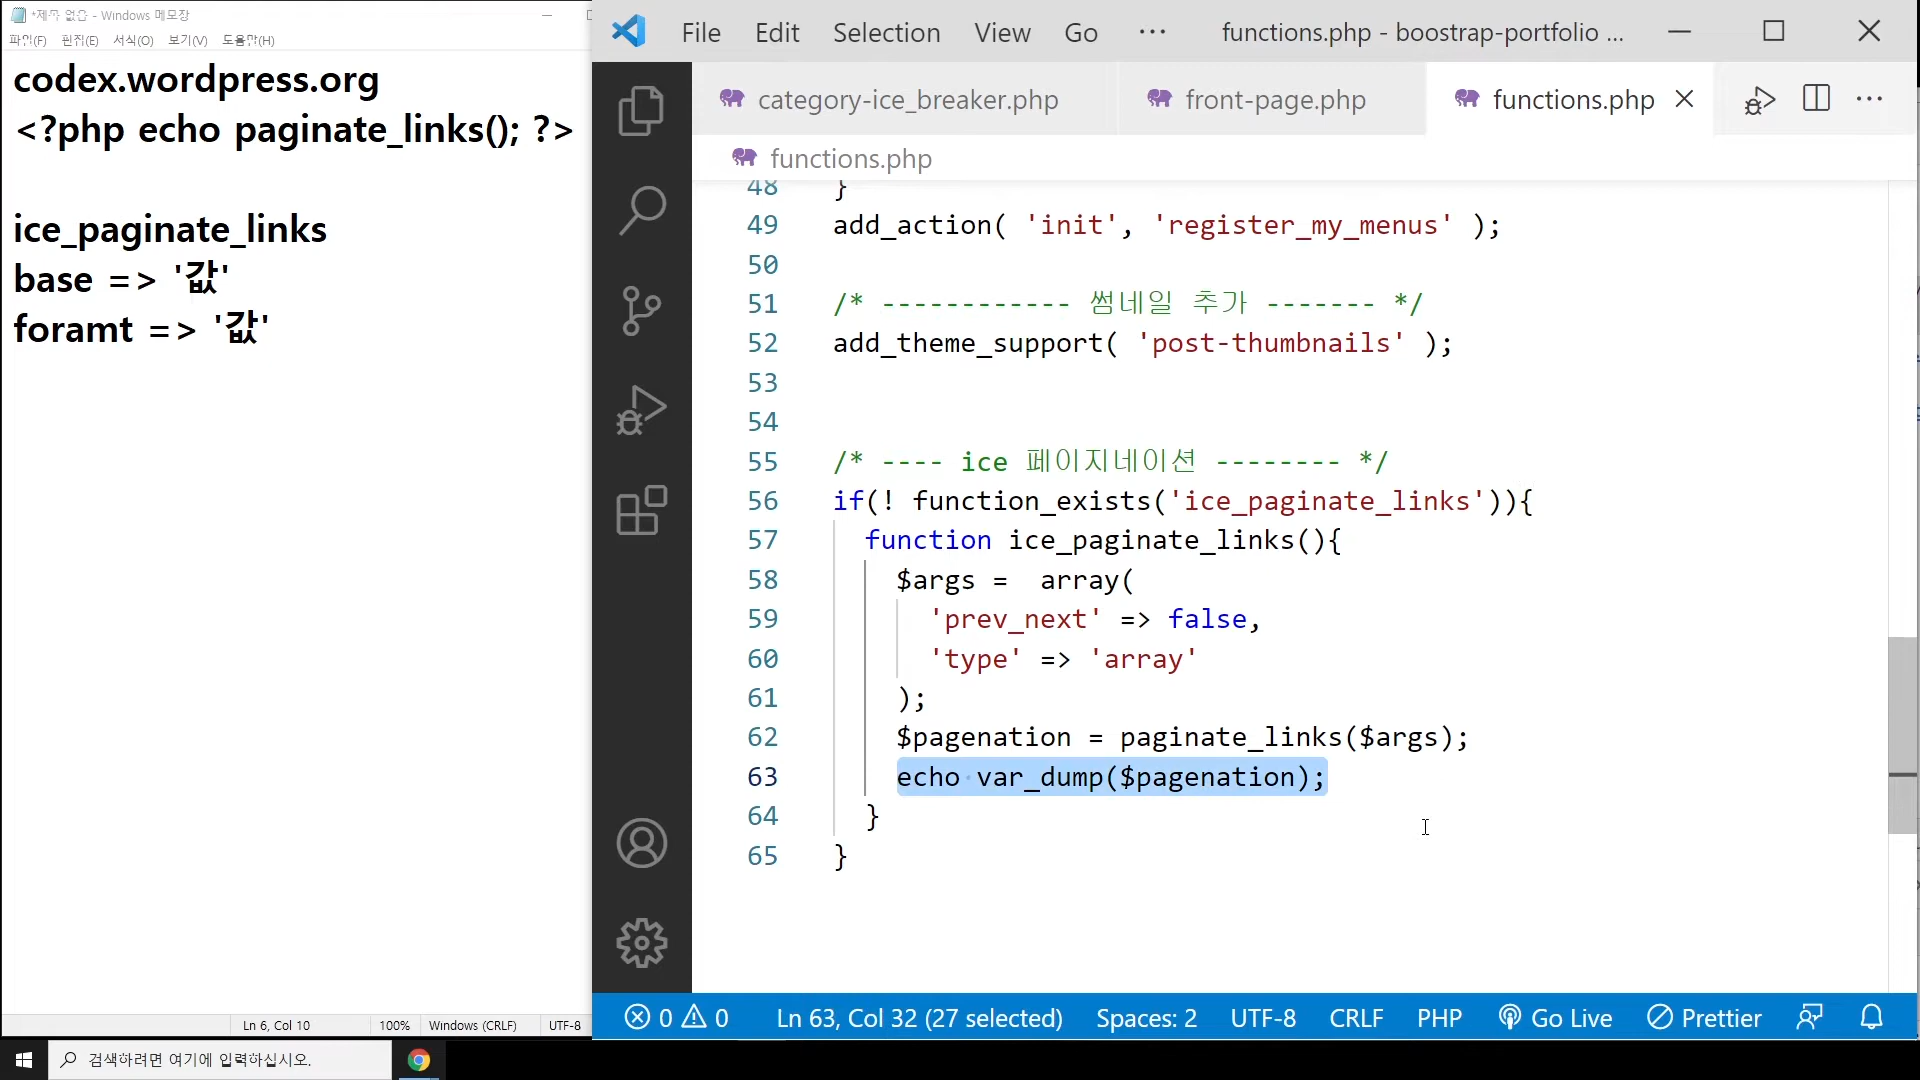 *제목 없음 - Windows 메모장
파일(F) 편집(E) 서식(O) 보기(V) 도움말(H)
codex.wordpress.org
<?php echo paginate_links(); ?>
ice_paginate_links
base => '값'
foramt => '값'
Ln 6, Col 10 100% Windows (CRLF) UTF-8
File Edit Selection View Go ··· functions.php - boostrap-portfolio ...
category-ice_breaker.php front-page.php functions.php
functions.php
48 }
49 add_action( 'init', 'register_my_menus' );
50
51 /* ------------ 썸네일 추가 ------- */
52 add_theme_support( 'post-thumbnails' );
53
54
55 /* ---- ice 페이지네이션 -------- */
56 if(! function_exists('ice_paginate_links')){
57 function ice_paginate_links(){
58 $args =  array(
59 'prev_next' => false,
60 'type' => 'array'
61 );
62 $pagenation = paginate_links($args);
63 echo var_dump($pagenation);
64 }
65 }
0 0 Ln 63, Col 32 (27 selected) Spaces: 2 UTF-8 CRLF PHP Go Live Prettier
검색하려면 여기에 입력하십시오.